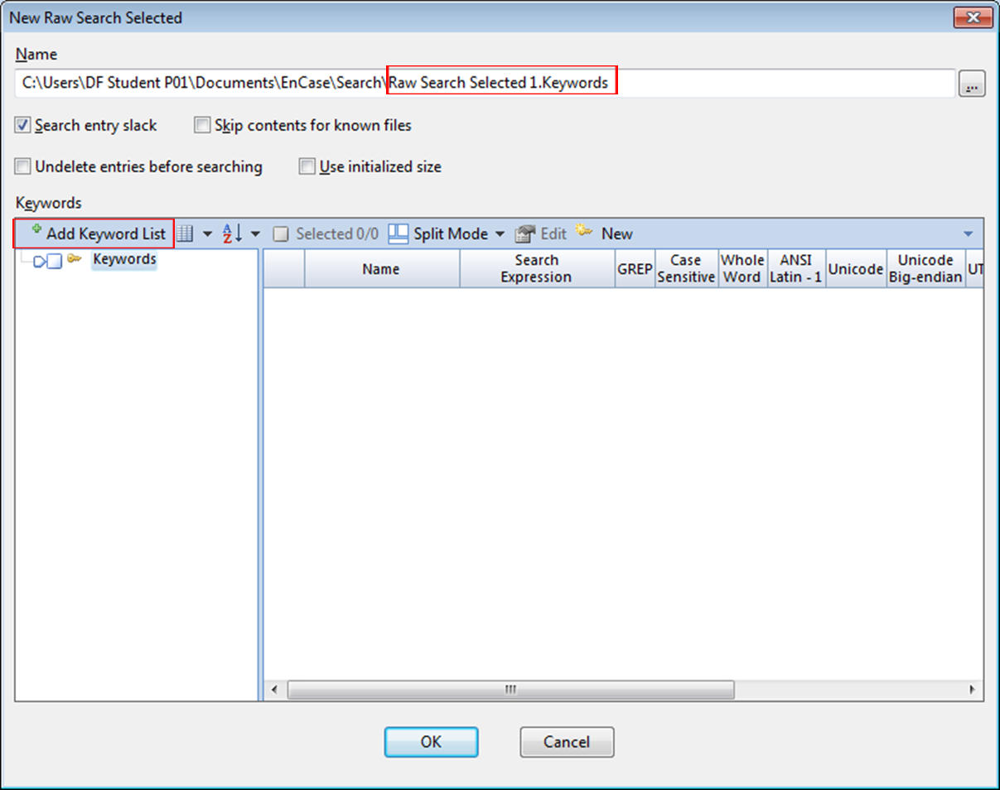 New Raw Search Selected
Name
C:\Users\DF Student P01\Documents\EnCase\Search\Raw Search Selected 1.Keywords
...
Search entry slack Skip contents for known files
Undelete entries before searching Use initialized size
Keywords
Add Keyword List Selected 0/0 Split Mode Edit New
Keywords
Name
Search
Expression
GREP
Case
Sensitive
Whole
Word
ANSI
Latin - 1
Unicode
Unicode
Big-endian
UT
OK Cancel